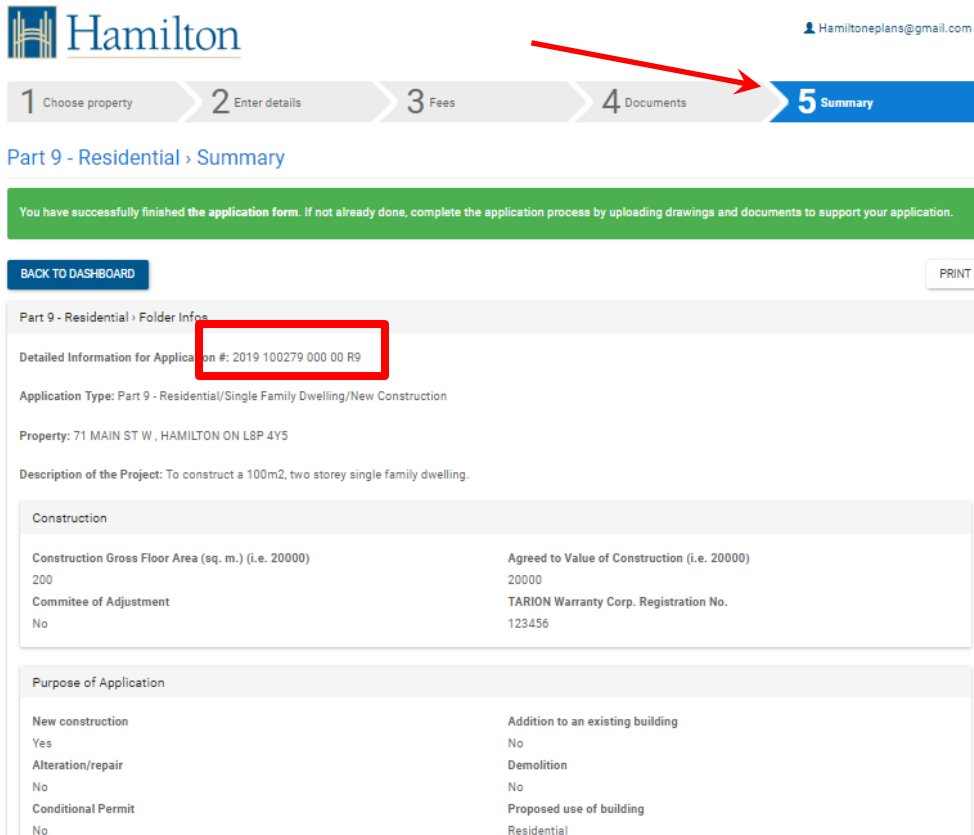 Hamilton
Hamiltoneplans@gmail.com
1 Choose property
2 Enter details
3 Fees
4 Documents
5 Summary
Part 9 - Residential › Summary
You have successfully finished the application form. If not already done, complete the application process by uploading drawings and documents to support your application.
BACK TO DASHBOARD
PRINT
Part 9 - Residential › Folder Infos
Detailed Information for Application #: 2019 100279 000 00 R9
Application Type: Part 9 - Residential/Single Family Dwelling/New Construction
Property: 71 MAIN ST W , HAMILTON ON L8P 4Y5
Description of the Project: To construct a 100m2, two storey single family dwelling.
Construction
Construction Gross Floor Area (sq. m.) (i.e. 20000)
200
Commitee of Adjustment
No
Agreed to Value of Construction (i.e. 20000)
20000
TARION Warranty Corp. Registration No.
123456
Purpose of Application
New construction
Yes
Alteration/repair
No
Conditional Permit
No
Addition to an existing building
No
Demolition
No
Proposed use of building
Residential